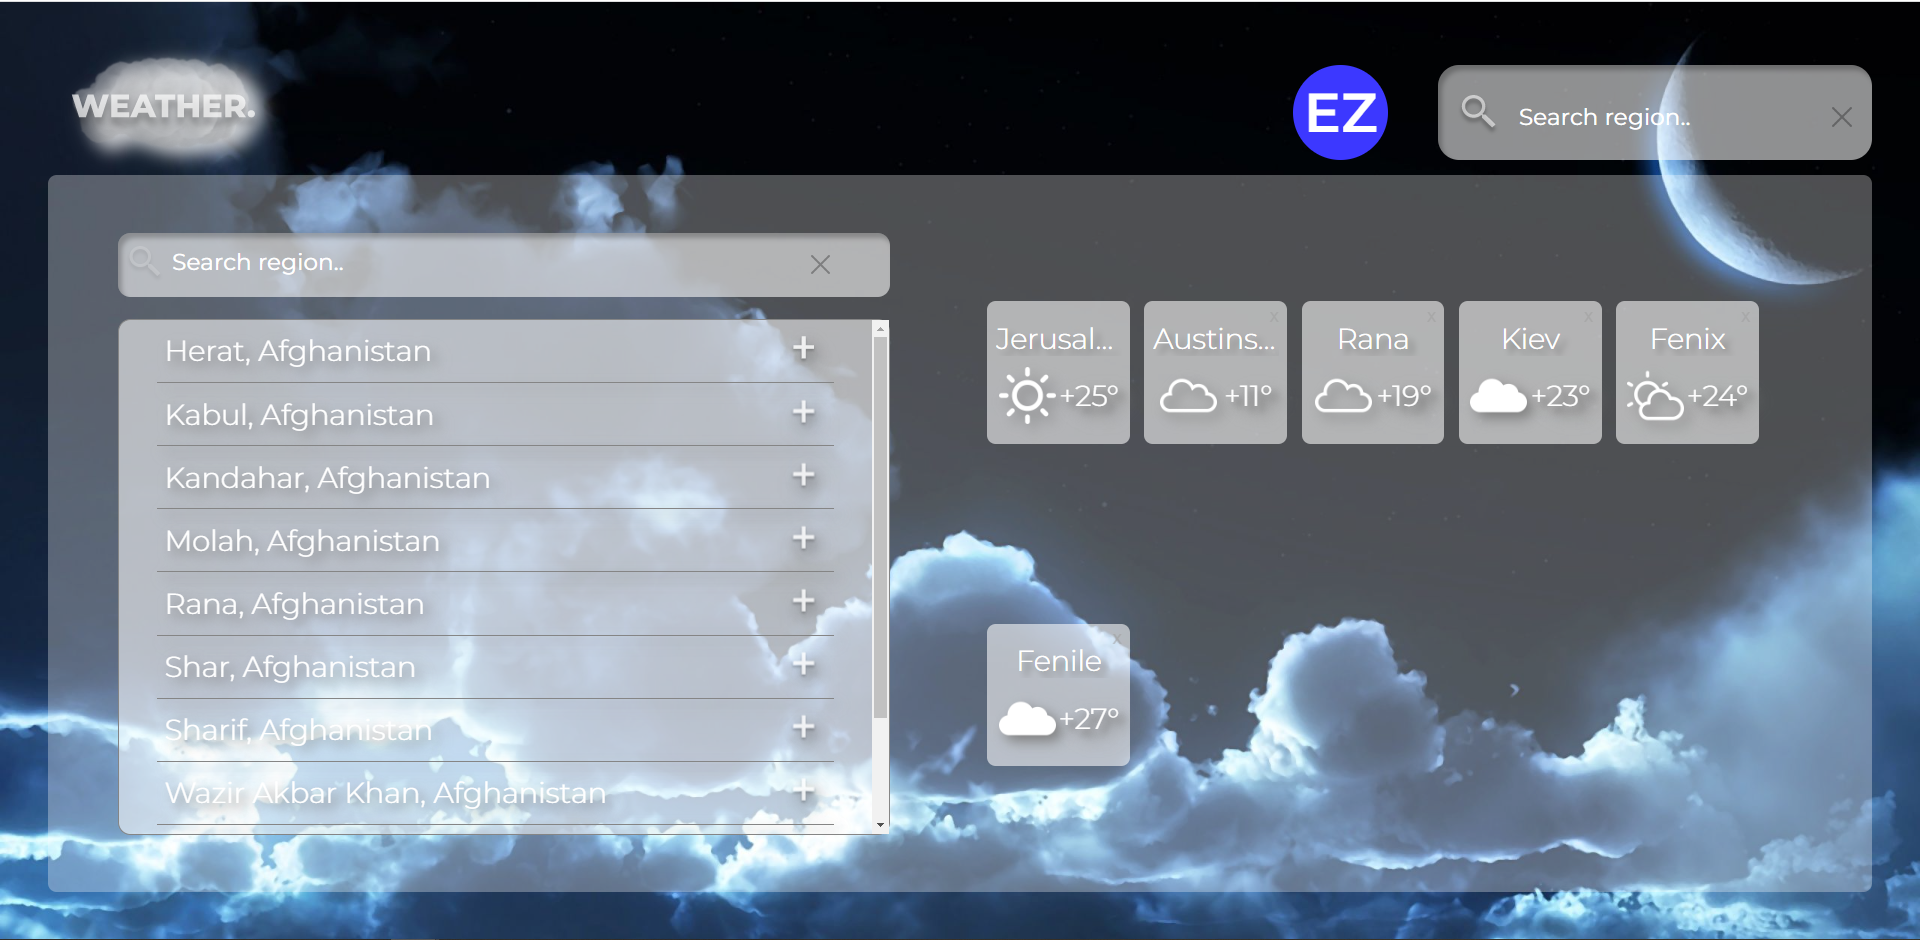 WEATHER.
EZ
Search region..
Search region..
Herat, Afghanistan
Kabul, Afghanistan
Kandahar, Afghanistan
Molah, Afghanistan
Rana, Afghanistan
Shar, Afghanistan
Sharif, Afghanistan
Wazir Akbar Khan, Afghanistan
Jerusal...
+25°
x
Austins...
+11°
x
Rana
+19°
x
Kiev
+23°
x
Fenix
+24°
x
Fenile
+27°